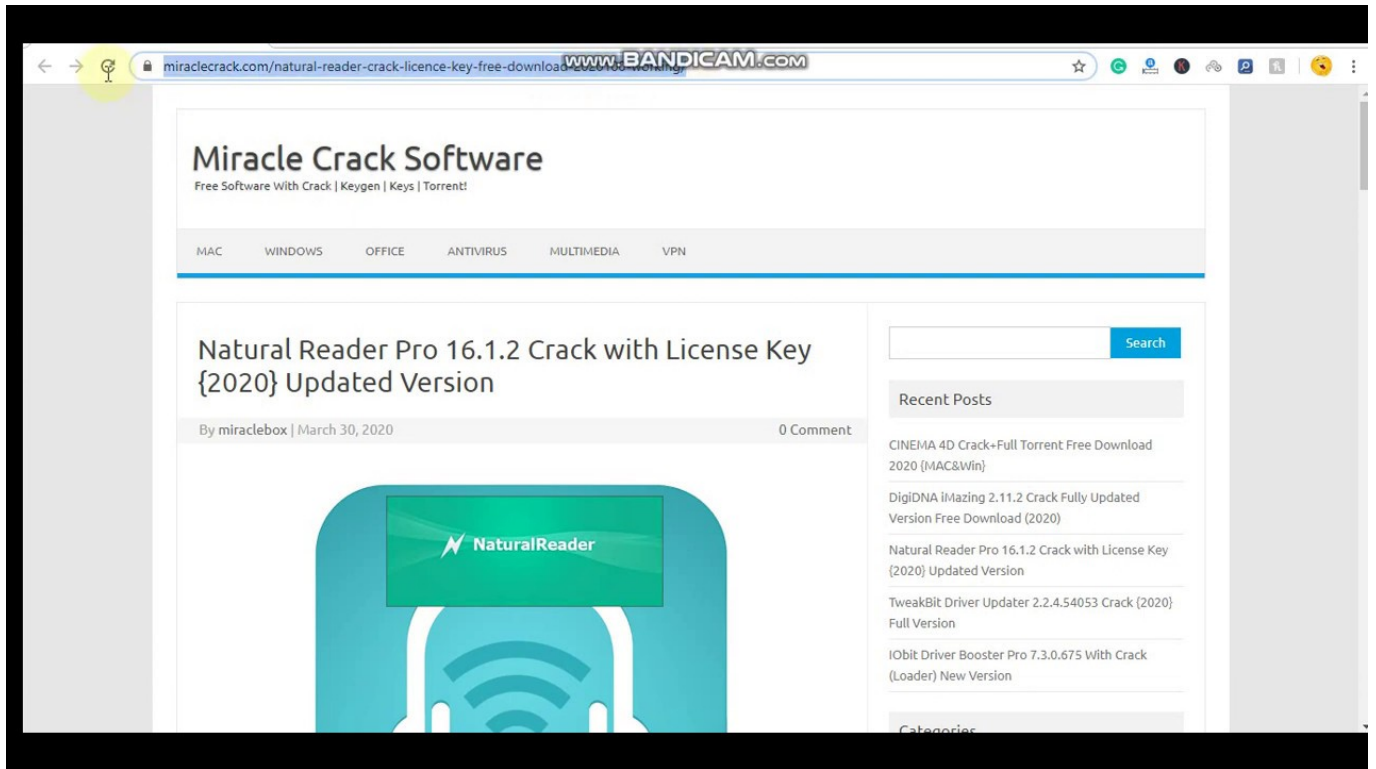 www.BANDICAM.com
miraclecrack.com/natural-reader-crack-licence-key-free-download-2020100-working/
Miracle Crack Software
Free Software With Crack | Keygen | Keys | Torrent!
MAC WINDOWS OFFICE ANTIVIRUS MULTIMEDIA VPN
Natural Reader Pro 16.1.2 Crack with License Key
{2020} Updated Version
By miraclebox | March 30, 2020 0 Comment
NaturalReader
Search
Recent Posts
CINEMA 4D Crack+Full Torrent Free Download
2020 {MAC&Win}
DigiDNA iMazing 2.11.2 Crack Fully Updated
Version Free Download (2020)
Natural Reader Pro 16.1.2 Crack with License Key
{2020} Updated Version
TweakBit Driver Updater 2.2.4.54053 Crack {2020}
Full Version
IObit Driver Booster Pro 7.3.0.675 With Crack
(Loader) New Version
Categories